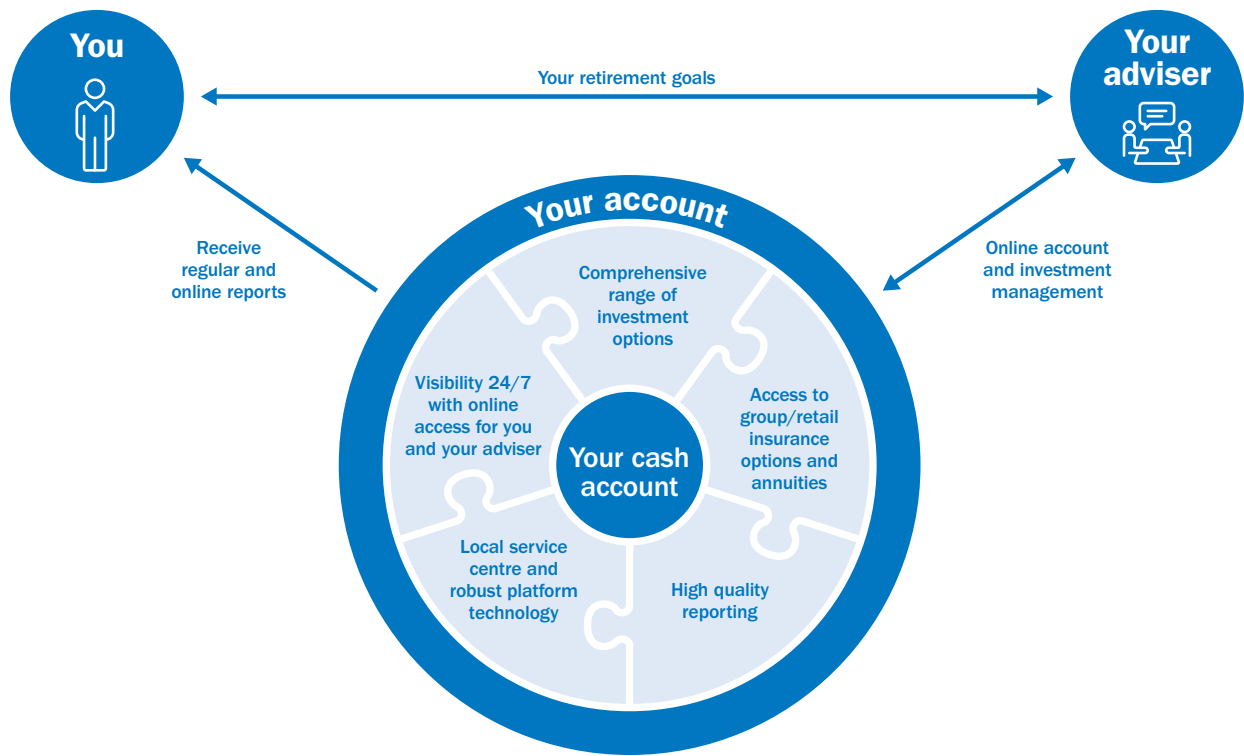 You
Your
adviser
Your retirement goals
Receive
regular and
online reports
Online account
and investment
management
Your account
Comprehensive
range of
investment
options
Access to
group/retail
insurance
options and
annuities
High quality
reporting
Local service
centre and
robust platform
technology
Visibility 24/7
with online
access for you
and your adviser
Your cash
account